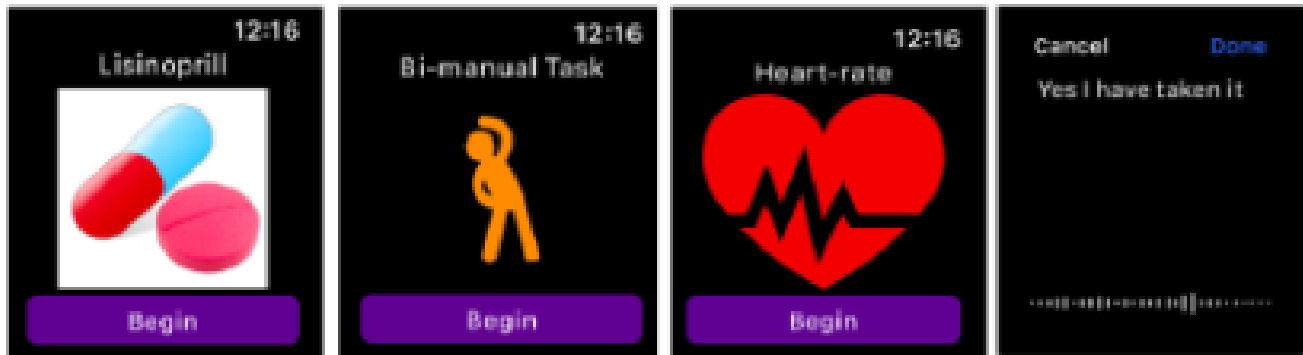 12:16
Lisinoprill
Begin
12:16
Bi-manual Task
Begin
12:16
Heart-rate
Begin
Cancel Done
Yes I have taken it